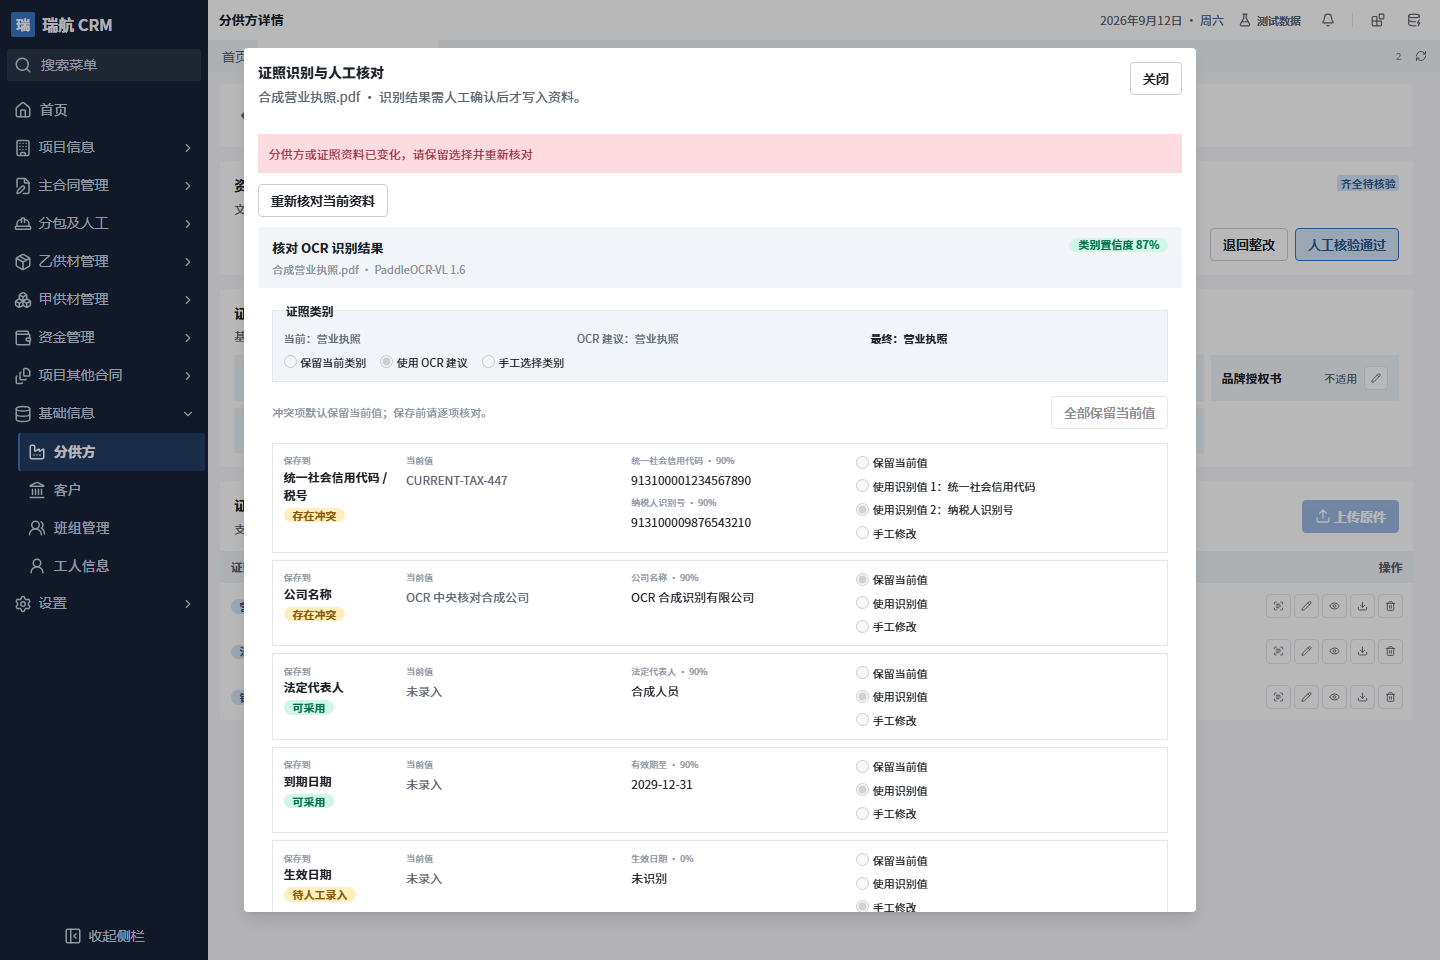 瑞 瑞航 CRM
搜索菜单
首页
项目信息
主合同管理
分包及人工
乙供材管理
甲供材管理
资金管理
项目其他合同
基础信息
分供方
客户
班组管理
工人信息
设置
收起侧栏
分供方详情
2026年9月12日 • 周六
测试数据
首页
2
证照识别与人工核对
合成营业执照.pdf • 识别结果需人工确认后才写入资料。
关闭
分供方或证照资料已变化，请保留选择并重新核对
重新核对当前资料
核对 OCR 识别结果
合成营业执照.pdf • PaddleOCR-VL 1.6
类别置信度 87%
证照类别
当前：营业执照
OCR 建议：营业执照
最终：营业执照
保留当前类别
使用 OCR 建议
手工选择类别
冲突项默认保留当前值；保存前请逐项核对。
全部保留当前值
保存到
统一社会信用代码 /
税号
存在冲突
当前值
CURRENT-TAX-447
统一社会信用代码 • 90%
913100001234567890
纳税人识别号 • 90%
913100009876543210
保留当前值
使用识别值 1：统一社会信用代码
使用识别值 2：纳税人识别号
手工修改
保存到
公司名称
存在冲突
当前值
OCR 中央核对合成公司
公司名称 • 90%
OCR 合成识别有限公司
保留当前值
使用识别值
手工修改
保存到
法定代表人
可采用
当前值
未录入
法定代表人 • 90%
合成人员
保留当前值
使用识别值
手工修改
保存到
到期日期
可采用
当前值
未录入
有效期至 • 90%
2029-12-31
保留当前值
使用识别值
手工修改
保存到
生效日期
待人工录入
当前值
未录入
生效日期 • 0%
未识别
保留当前值
使用识别值
手工修改
齐全待核验
退回整改
人工核验通过
品牌授权书
不适用
上传原件
操作